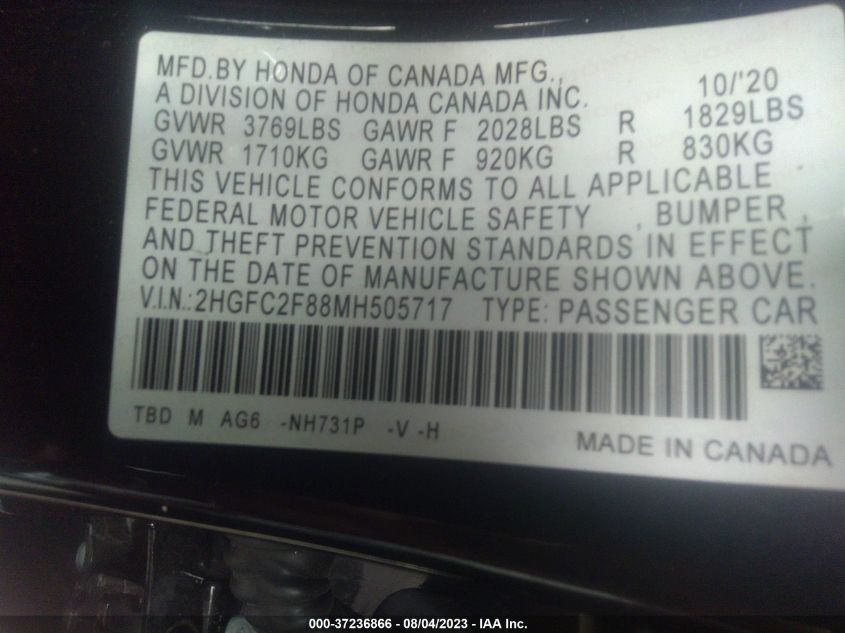 MFD.BY HONDA OF CANADA MFG., 10/'20
A DIVISION OF HONDA CANADA INC.
GVWR 3769LBS GAWR F 2028LBS R 1829LBS
GVWR 1710KG GAWR F 920KG R 830KG
THIS VEHICLE CONFORMS TO ALL APPLICABLE
FEDERAL MOTOR VEHICLE SAFETY , BUMPER ,
AND THEFT PREVENTION STANDARDS IN EFFECT
ON THE DATE OF MANUFACTURE SHOWN ABOVE.
V.I.N.:2HGFC2F88MH505717 TYPE: PASSENGER CAR
TBD M AG6 -NH731P -V -H
MADE IN CANADA
000-37236866 - 08/04/2023 - IAA Inc.